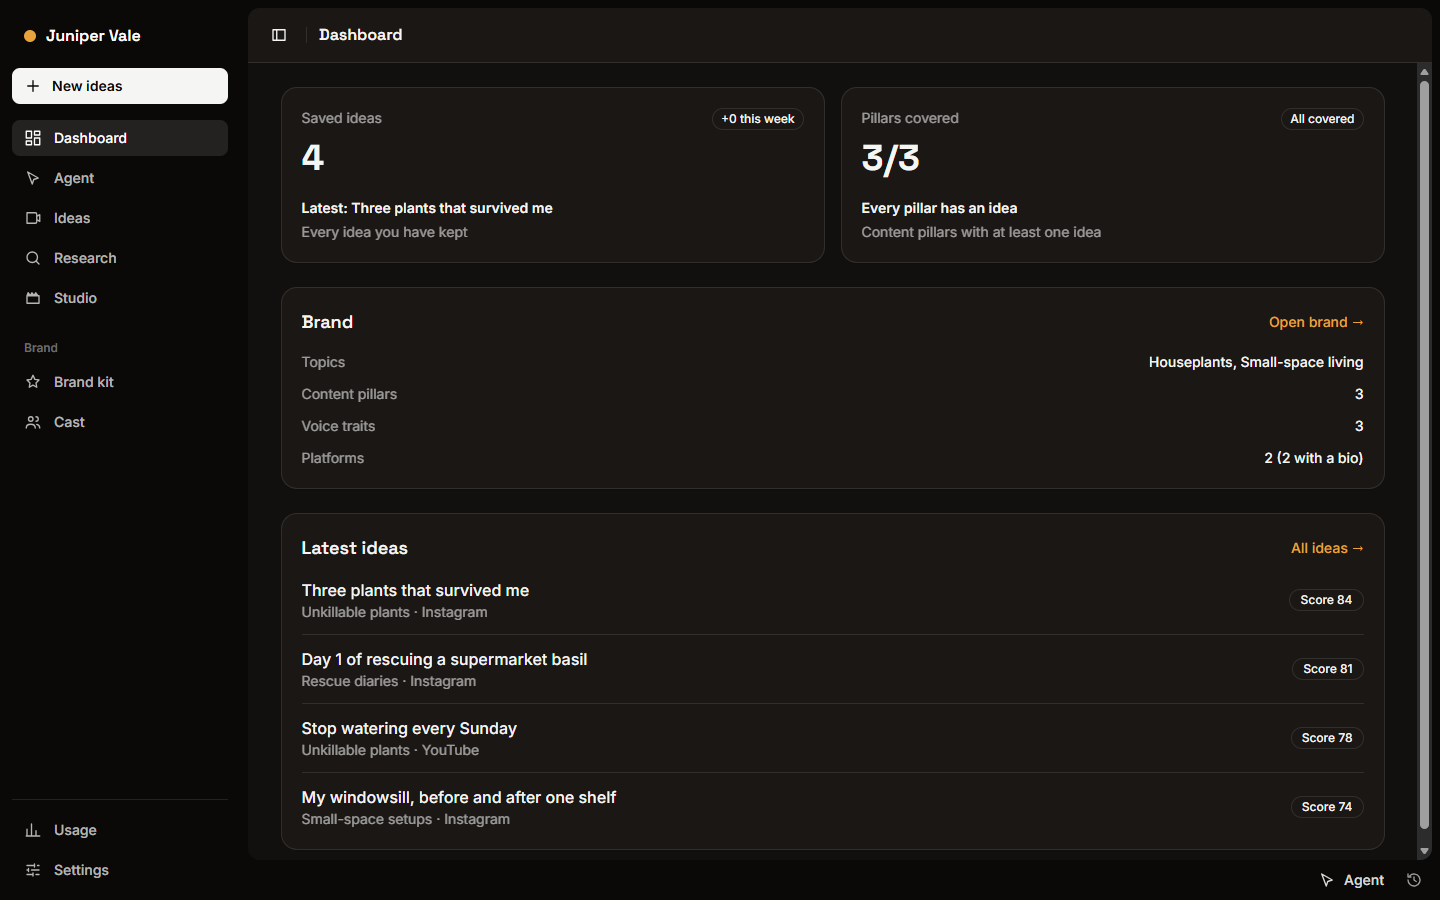 Juniper Vale
New ideas
Dashboard
Agent
Ideas
Research
Studio
Brand
Brand kit
Cast
Usage
Settings
Dashboard
Saved ideas
+0 this week
4
Latest: Three plants that survived me
Every idea you have kept
Pillars covered
All covered
3/3
Every pillar has an idea
Content pillars with at least one idea
Brand
Open brand →
Topics
Houseplants, Small-space living
Content pillars
3
Voice traits
3
Platforms
2 (2 with a bio)
Latest ideas
All ideas →
Three plants that survived me
Unkillable plants · Instagram
Score 84
Day 1 of rescuing a supermarket basil
Rescue diaries · Instagram
Score 81
Stop watering every Sunday
Unkillable plants · YouTube
Score 78
My windowsill, before and after one shelf
Small-space setups · Instagram
Score 74
Agent